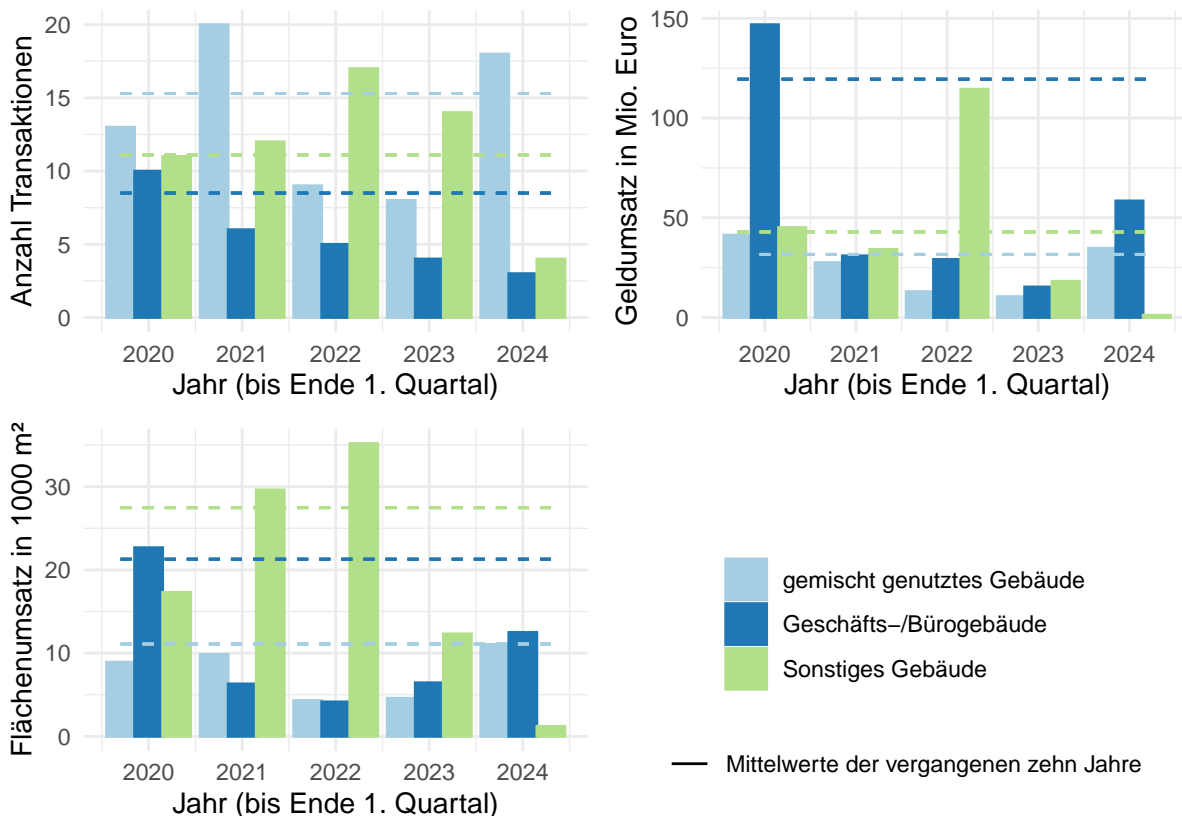 Anzahl Transaktionen
20
15
10
5
0
2020 2021 2022 2023 2024
Jahr (bis Ende 1. Quartal)
Geldumsatz in Mio. Euro
150
100
50
0
2020 2021 2022 2023 2024
Jahr (bis Ende 1. Quartal)
Flächenumsatz in 1000 m²
30
20
10
0
2020 2021 2022 2023 2024
Jahr (bis Ende 1. Quartal)
gemischt genutztes Gebäude
Geschäfts−/Bürogebäude
Sonstiges Gebäude
Mittelwerte der vergangenen zehn Jahre